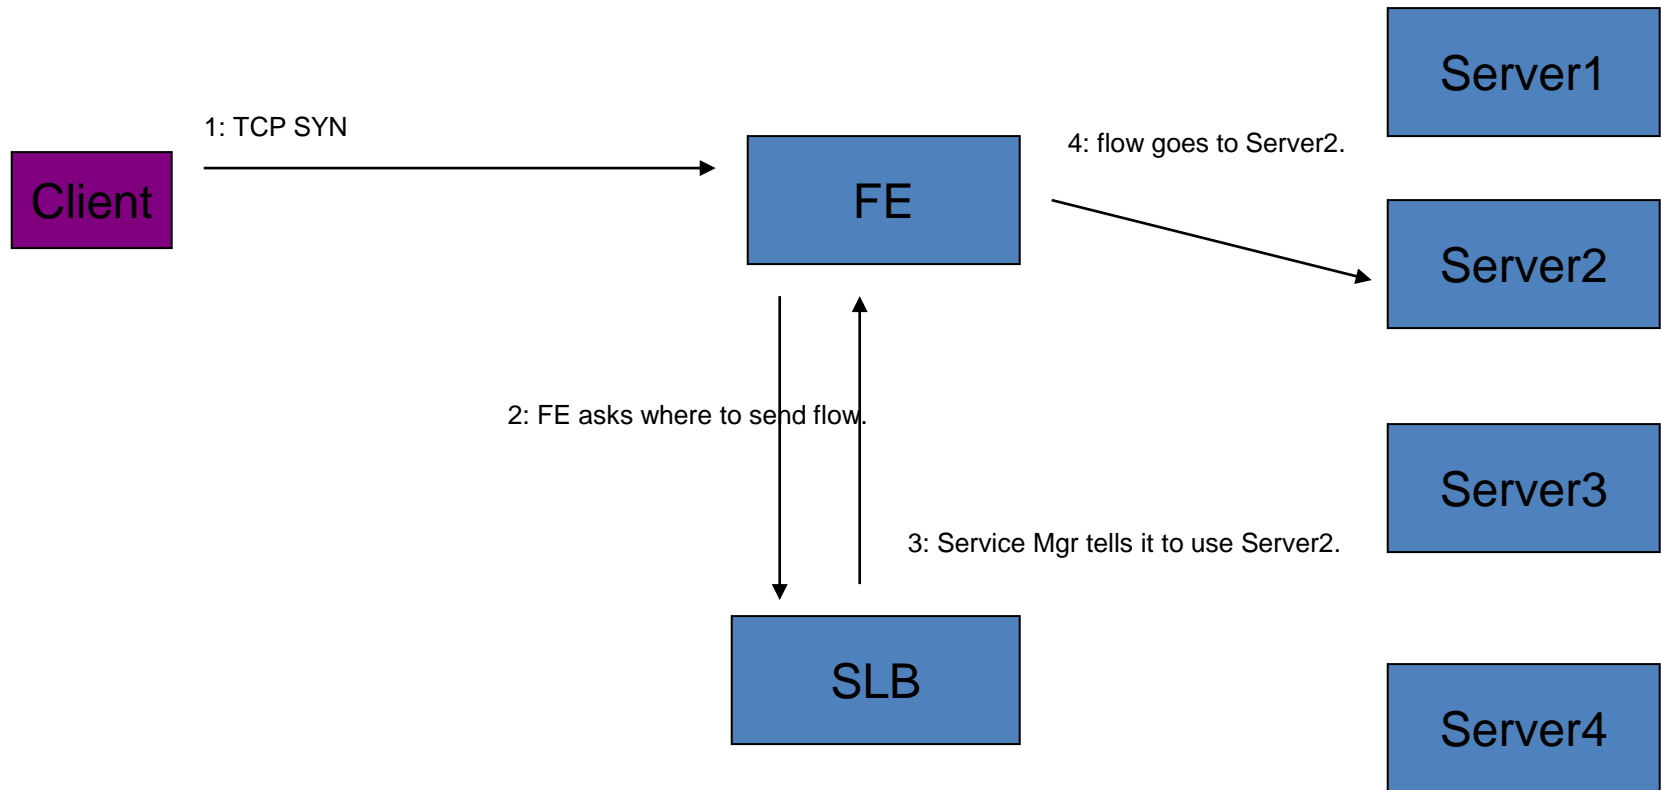 Server1
1: TCP SYN
4: flow goes to Server2.
Client
FE
Server2
2: FE asks where to send flow.
Server3
3: Service Mgr tells it to use Server2.
SLB
Server4